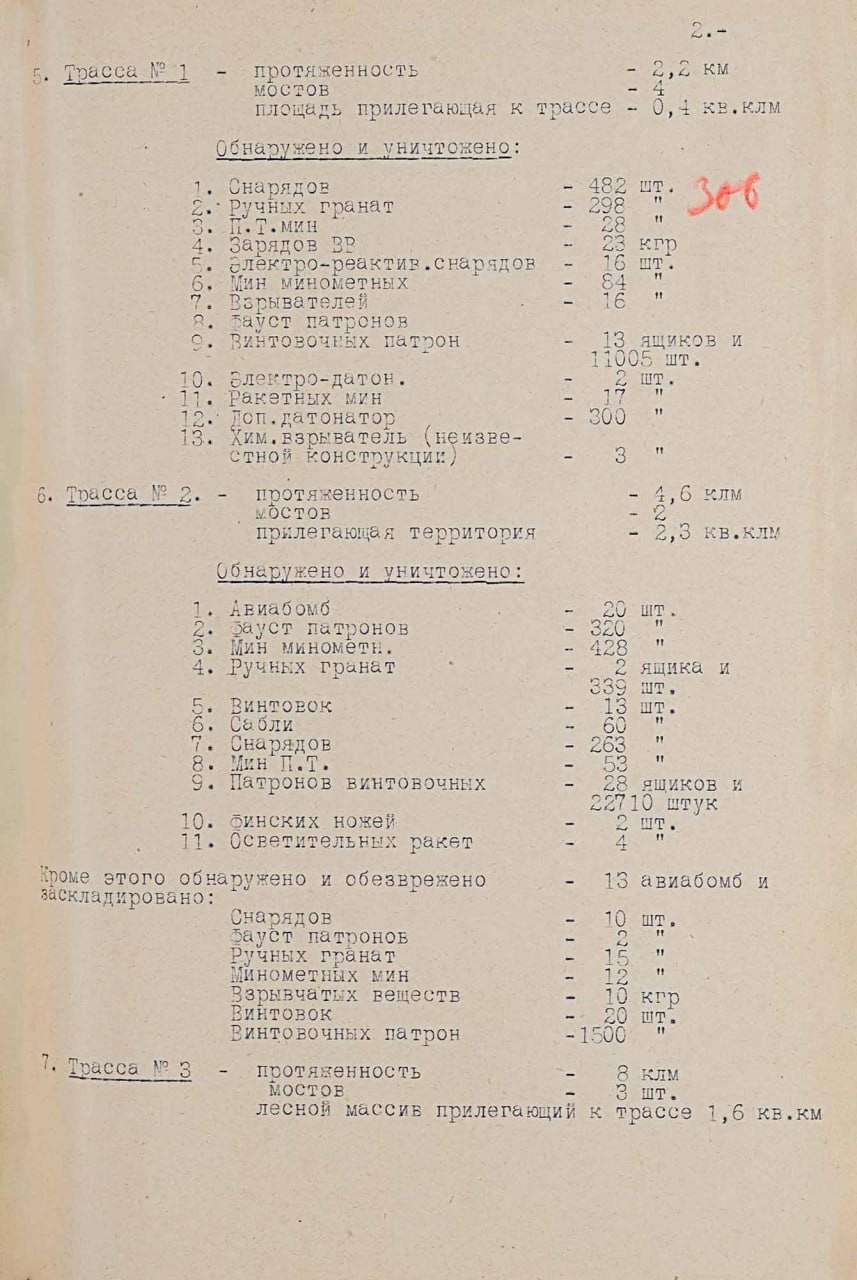 2.-
5. Трасса № 1 - протяженность - 2,2 км
мостов - 4
площадь прилегающая к трассе - 0,4 кв.клм
Обнаружено и уничтожено:
1. Снарядов - 482 шт.
306
2. Ручных гранат - 298 "
3. П.Т.мин - 28 "
4. Зарядов ВВ - 23 кгр
5. Электро-реактив.снарядов - 16 шт.
6. Мин минометных - 84 "
7. Взрывателей - 16 "
8. Фауст патронов
9. Винтовочных патрон - 13 ящиков и
11005 шт.
10. Электро-датон. - 2 шт.
11. Ракетных мин - 17 "
12. Доп.датонатор - 300 "
13. Хим.взрыватель (неизве-
стной конструкции) - 3 "
6. Трасса № 2. - протяженность - 4,6 клм
мостов - 2
прилегающая территория - 2,3 кв.клм
Обнаружено и уничтожено:
1. Авиабомб - 20 шт.
2. Фауст патронов - 320 "
3. Мин минометн. - 428 "
4. Ручных гранат - 2 ящика и
339 шт.
5. Винтовок - 13 шт.
6. Сабли - 60 "
7. Снарядов - 263 "
8. Мин П.Т. - 53 "
9. Патронов винтовочных - 28 ящиков и
22710 штук
10. Финских ножей - 2 шт.
11. Осветительных ракет - 4 "
Кроме этого обнаружено и обезврежено - 13 авиабомб и
заскладировано:
Снарядов - 10 шт.
Фауст патронов - 2 "
Ручных гранат - 15 "
Минометных мин - 12 "
Взрывчатых веществ - 10 кгр
Винтовок - 20 шт.
Винтовочных патрон -1500 "
7. Трасса № 3 - протяженность - 8 клм
мостов - 3 шт.
лесной массив прилегающий к трассе 1,6 кв.км